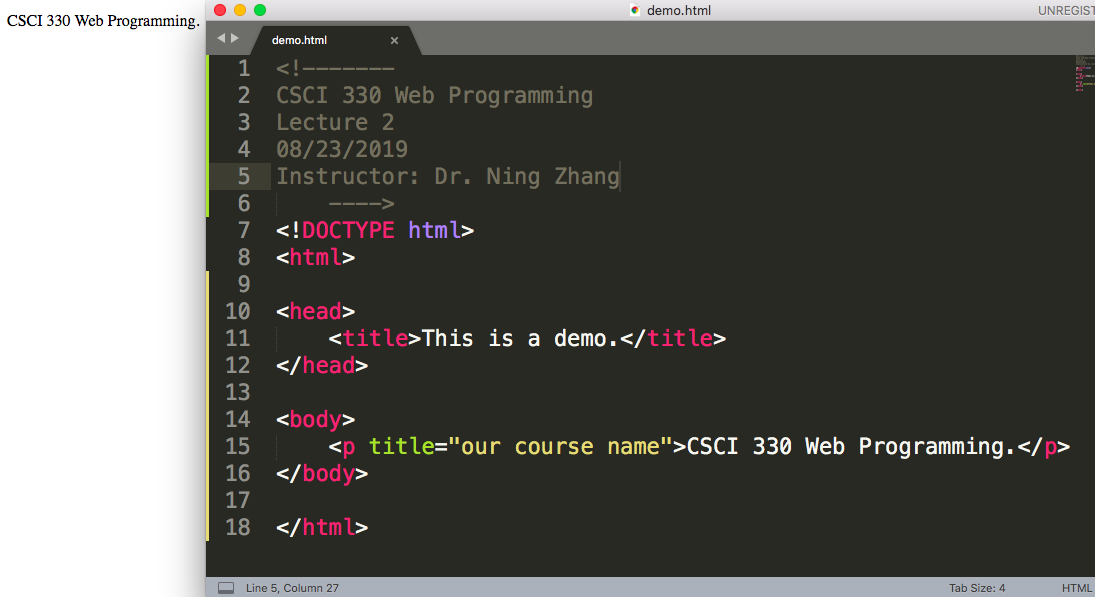 CSCI 330 Web Programming.
demo.html
UNREGIST
demo.html ×
1 <!-------
2 CSCI 330 Web Programming
3 Lecture 2
4 08/23/2019
5 Instructor: Dr. Ning Zhang
6     ---->
7 <!DOCTYPE html>
8 <html>
9
10 <head>
11     <title>This is a demo.</title>
12 </head>
13
14 <body>
15     <p title="our course name">CSCI 330 Web Programming.</p>
16 </body>
17
18 </html>
Line 5, Column 27
Tab Size: 4
HTML